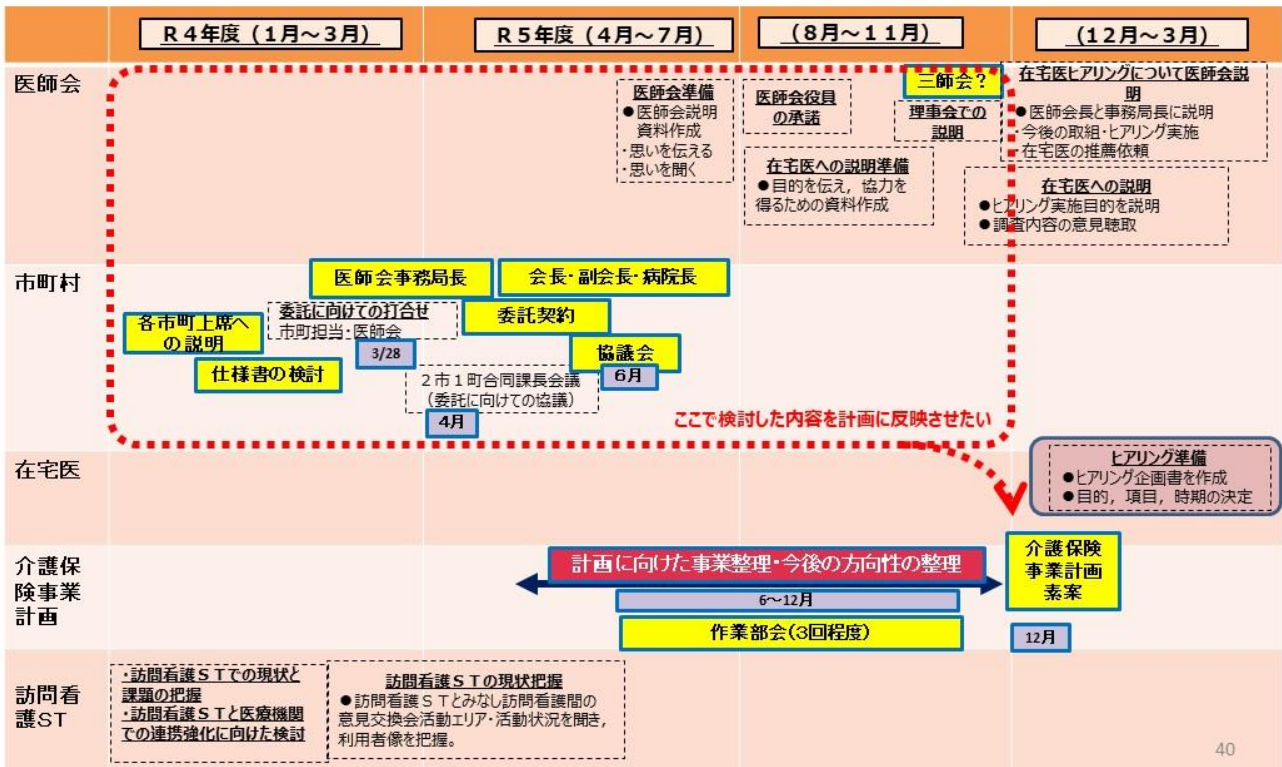 R4年度(1月～3月)
R5年度(4月～7月)
(8月～11月)
(12月～3月)
医師会
医師会準備
●医師会説明
資料作成
・思いを伝える
・思いを聞く
医師会役員
の承諾
三師会？
理事会での
説明
在宅医への説明準備
●目的を伝え，協力を
得るための資料作成
在宅医ヒアリングについて医師会説
明
●医師会長と事務局長に説明
・今後の取組・ヒアリング実施
・在宅医の推薦依頼
在宅医への説明
●ヒアリング実施目的を説明
●調査内容の意見聴取
市町村
医師会事務局長
会長・副会長・病院長
各市町上席へ
の説明
委託に向けての打合せ
市町担当・医師会
3/28
委託契約
仕様書の検討
協議会
6月
２市１町合同課長会議
（委託に向けての協議）
4月
ここで検討した内容を計画に反映させたい
在宅医
ヒアリング準備
●ヒアリング企画書を作成
●目的，項目，時期の決定
介護保
険事業
計画
計画に向けた事業整理・今後の方向性の整理
6～12月
作業部会(3回程度)
介護保険
事業計画
素案
12月
訪問看
護ST
・訪問看護ＳＴでの現状と
課題の把握
・訪問看護ＳＴと医療機関
での連携強化に向けた検討
訪問看護ＳＴの現状把握
●訪問看護ＳＴとみなし訪問看護間の
意見交換会活動エリア・活動状況を聞き，
利用者像を把握。
40